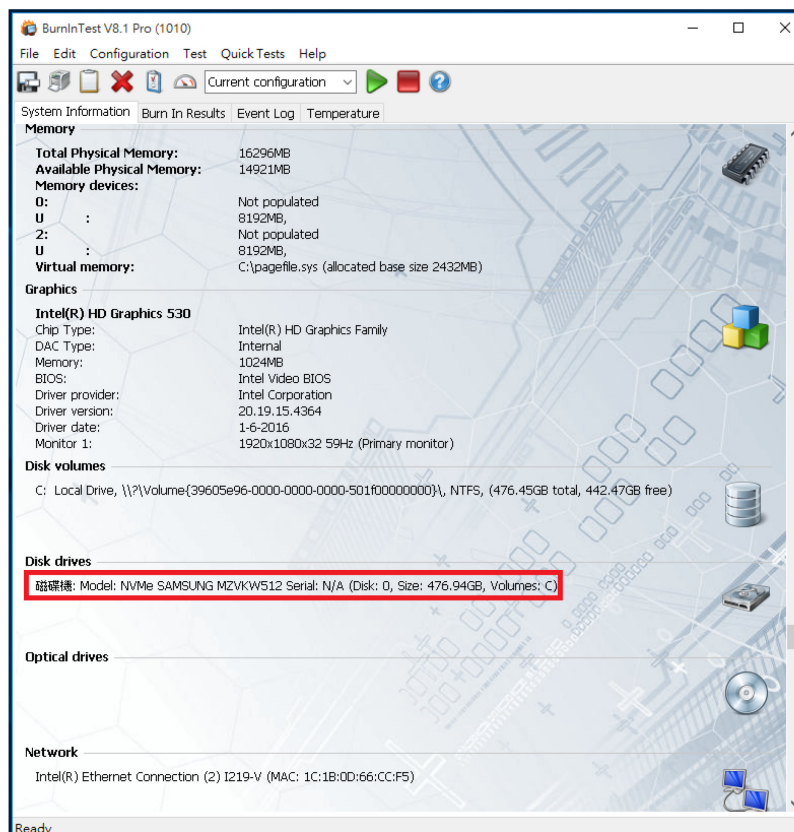 BurnInTest V8.1 Pro (1010)
File Edit Configuration Test Quick Tests Help
Current configuration
System Information Burn In Results Event Log Temperature
Memory
Total Physical Memory: 16296MB
Available Physical Memory: 14921MB
Memory devices:
0: Not populated
U : 8192MB,
2: Not populated
U : 8192MB,
Virtual memory: C:\pagefile.sys (allocated base size 2432MB)
Graphics
Intel(R) HD Graphics 530
Chip Type: Intel(R) HD Graphics Family
DAC Type: Internal
Memory: 1024MB
BIOS: Intel Video BIOS
Driver provider: Intel Corporation
Driver version: 20.19.15.4364
Driver date: 1-6-2016
Monitor 1: 1920x1080x32 59Hz (Primary monitor)
Disk volumes
C: Local Drive, \\?\Volume{39605e96-0000-0000-0000-501f00000000}\, NTFS, (476.45GB total, 442.47GB free)
Disk drives
磁碟機: Model: NVMe SAMSUNG MZVKW512 Serial: N/A (Disk: 0, Size: 476.94GB, Volumes: C)
Optical drives
Network
Intel(R) Ethernet Connection (2) I219-V (MAC: 1C:1B:0D:66:CC:F5)
Ready